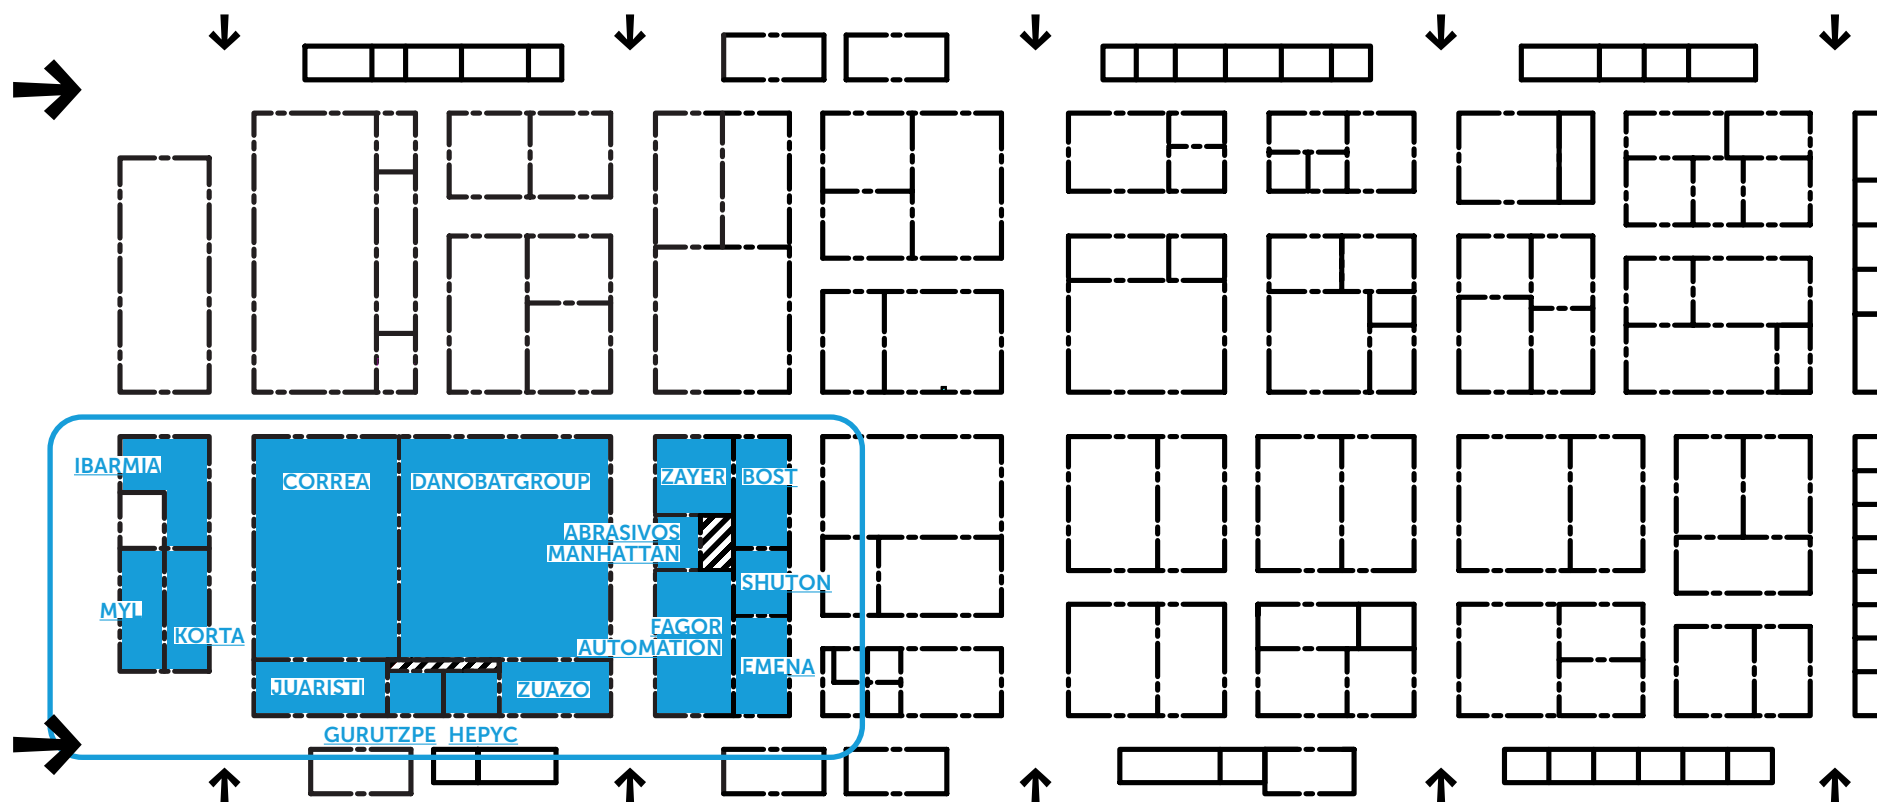 IBARMIA
CORREA
DANOBATGROUP
ZAYER
BOST
ABRASIVOS
MANHATTAN
SHUTON
MYL
KORTA
FAGOR
AUTOMATION
EMENA
JUARISTI
ZUAZO
GURUTZPE
HEPYC